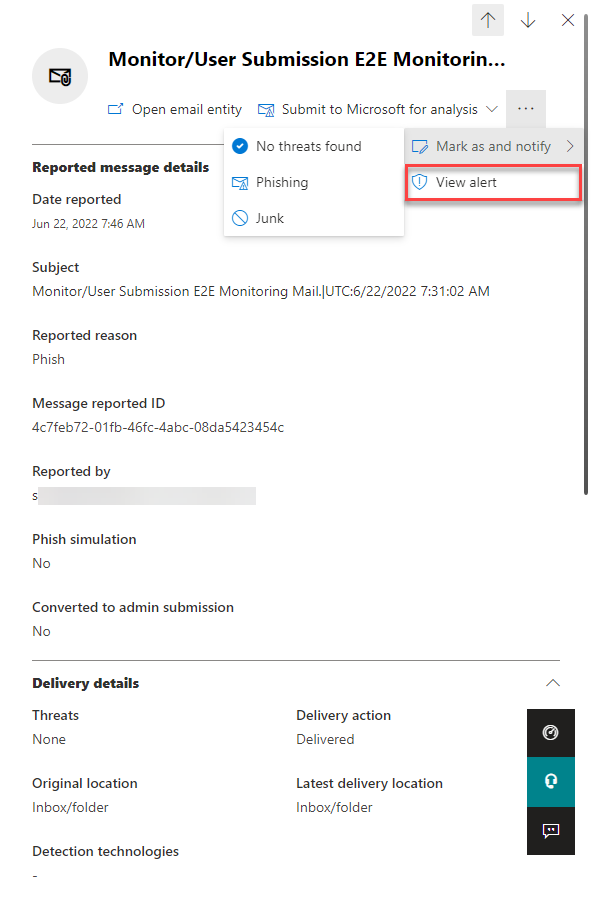 Monitor/User Submission E2E Monitorin...
Open email entity
Submit to Microsoft for analysis
...
No threats found
Phishing
Junk
Mark as and notify
View alert
Reported message details
Date reported
Jun 22, 2022 7:46 AM
Subject
Monitor/User Submission E2E Monitoring Mail.|UTC:6/22/2022 7:31:02 AM
Reported reason
Phish
Message reported ID
4c7feb72-01fb-46fc-4abc-08da5423454c
Reported by
s
Phish simulation
No
Converted to admin submission
No
Delivery details
Threats
None
Delivery action
Delivered
Original location
Inbox/folder
Latest delivery location
Inbox/folder
Detection technologies
-